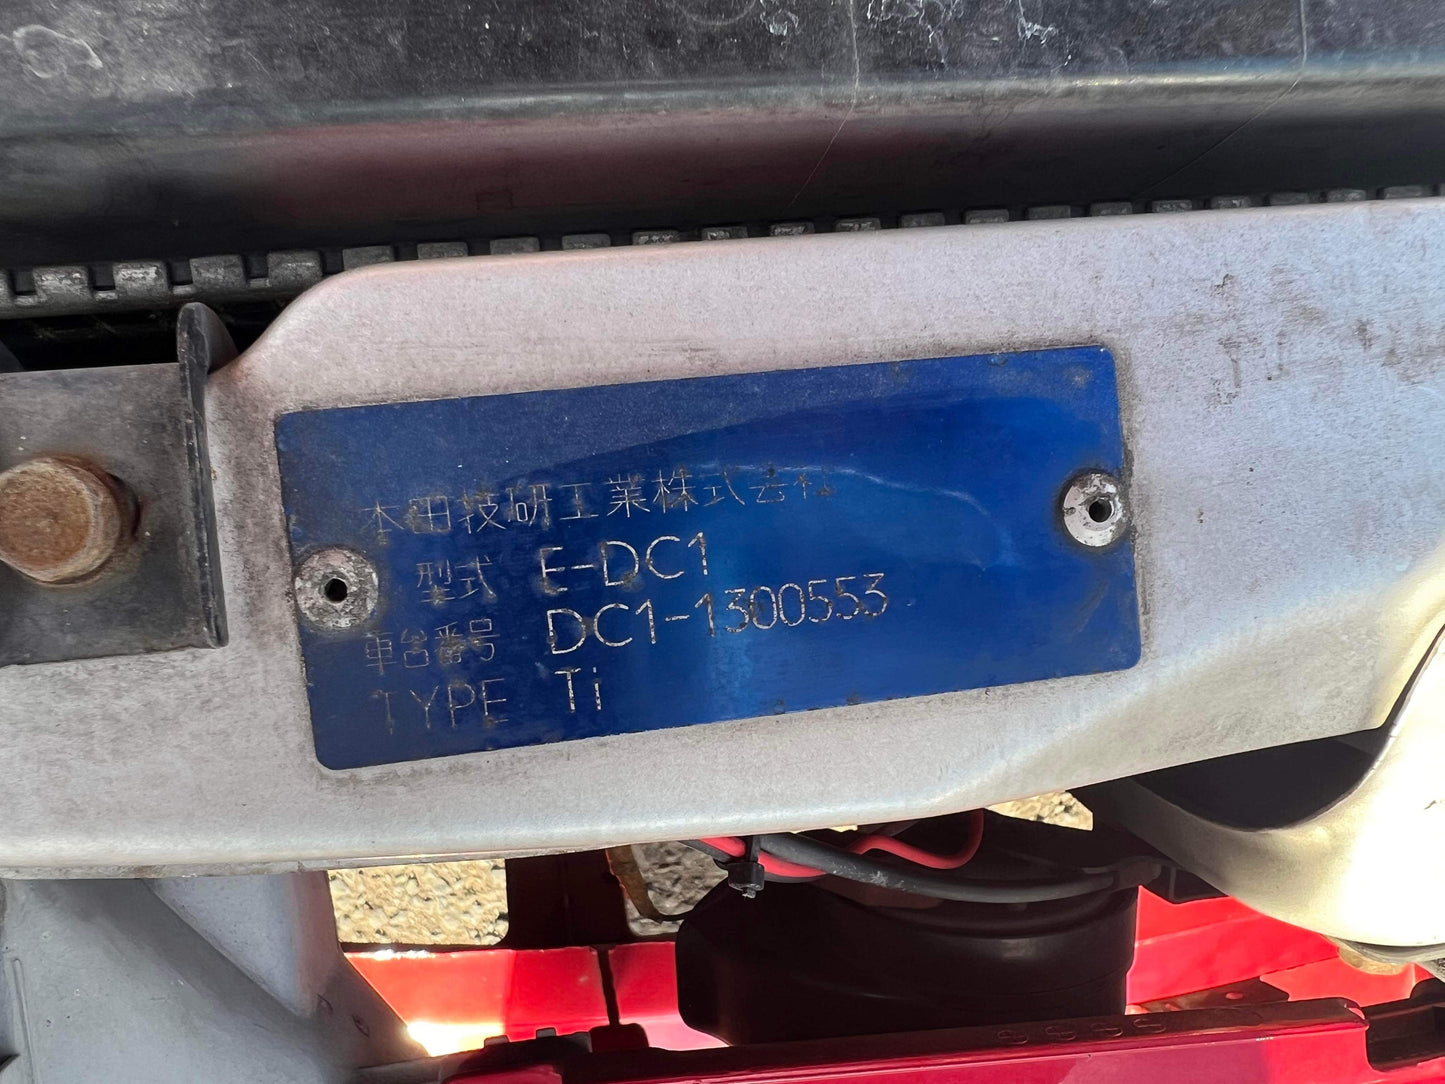 本田技研工業株式会社
型式 E-DC1
車台番号 DC1-1300553
TYPE Ti